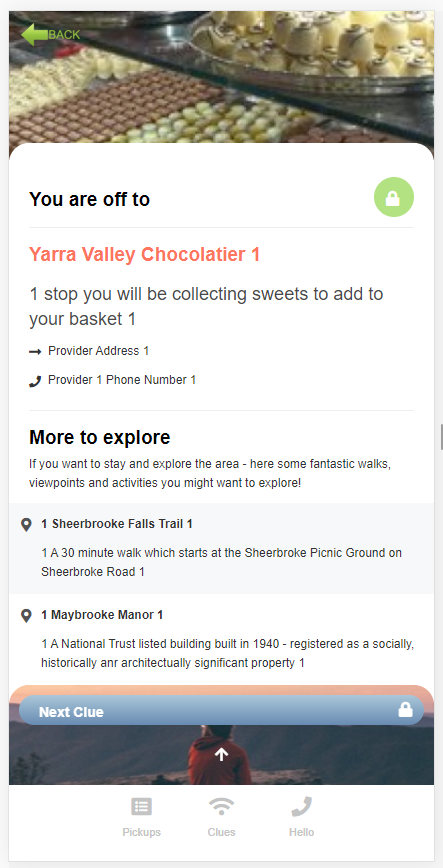 BACK
You are off to
Yarra Valley Chocolatier 1
1 stop you will be collecting sweets to add to
your basket 1
Provider Address 1
Provider 1 Phone Number 1
More to explore
If you want to stay and explore the area - here some fantastic walks,
viewpoints and activities you might want to explore!
1 Sheerbrooke Falls Trail 1
1 A 30 minute walk which starts at the Sheerbroke Picnic Ground on
Sheerbroke Road 1
1 Maybrooke Manor 1
1 A National Trust listed building built in 1940 - registered as a socially,
historically anr architectually significant property 1
Next Clue
Pickups Clues Hello